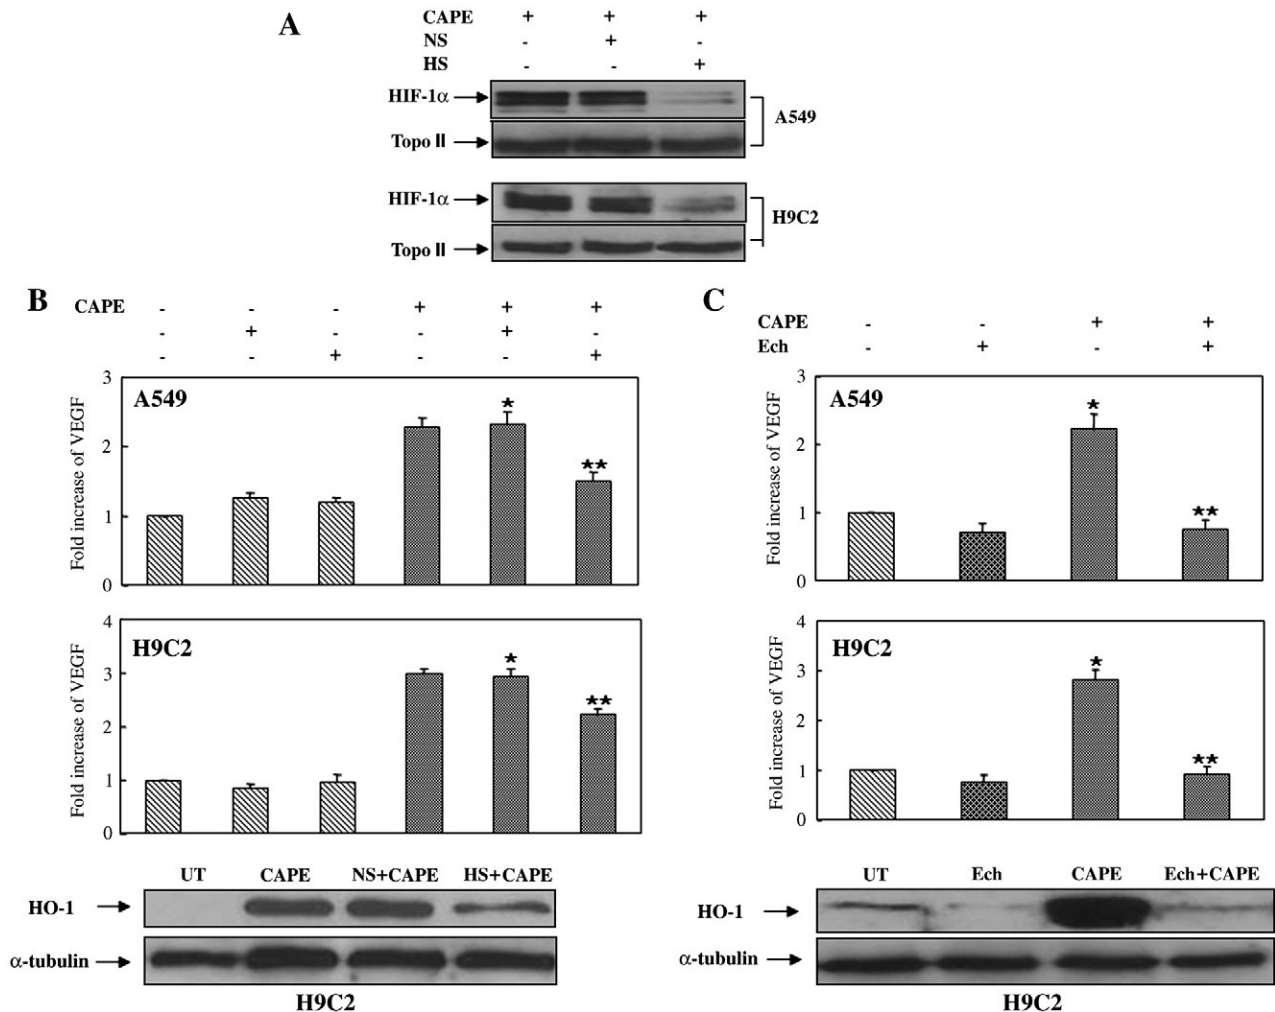 A
CAPE + + +
NS - + -
HS - - +
HIF-1α
A549
Topo II
HIF-1α
H9C2
Topo II
B
CAPE - - - + + +
- + - - + -
- - + - - +
3
2
1
0
Fold increase of VEGF
A549
*
**
4
3
2
1
0
Fold increase of VEGF
H9C2
*
**
UT CAPE NS+CAPE HS+CAPE
HO-1
α-tubulin
H9C2
C
CAPE - - + +
Ech - + - +
3
2
1
0
Fold increase of VEGF
A549
*
**
4
3
2
1
0
Fold increase of VEGF
H9C2
*
**
UT Ech CAPE Ech+CAPE
HO-1
α-tubulin
H9C2